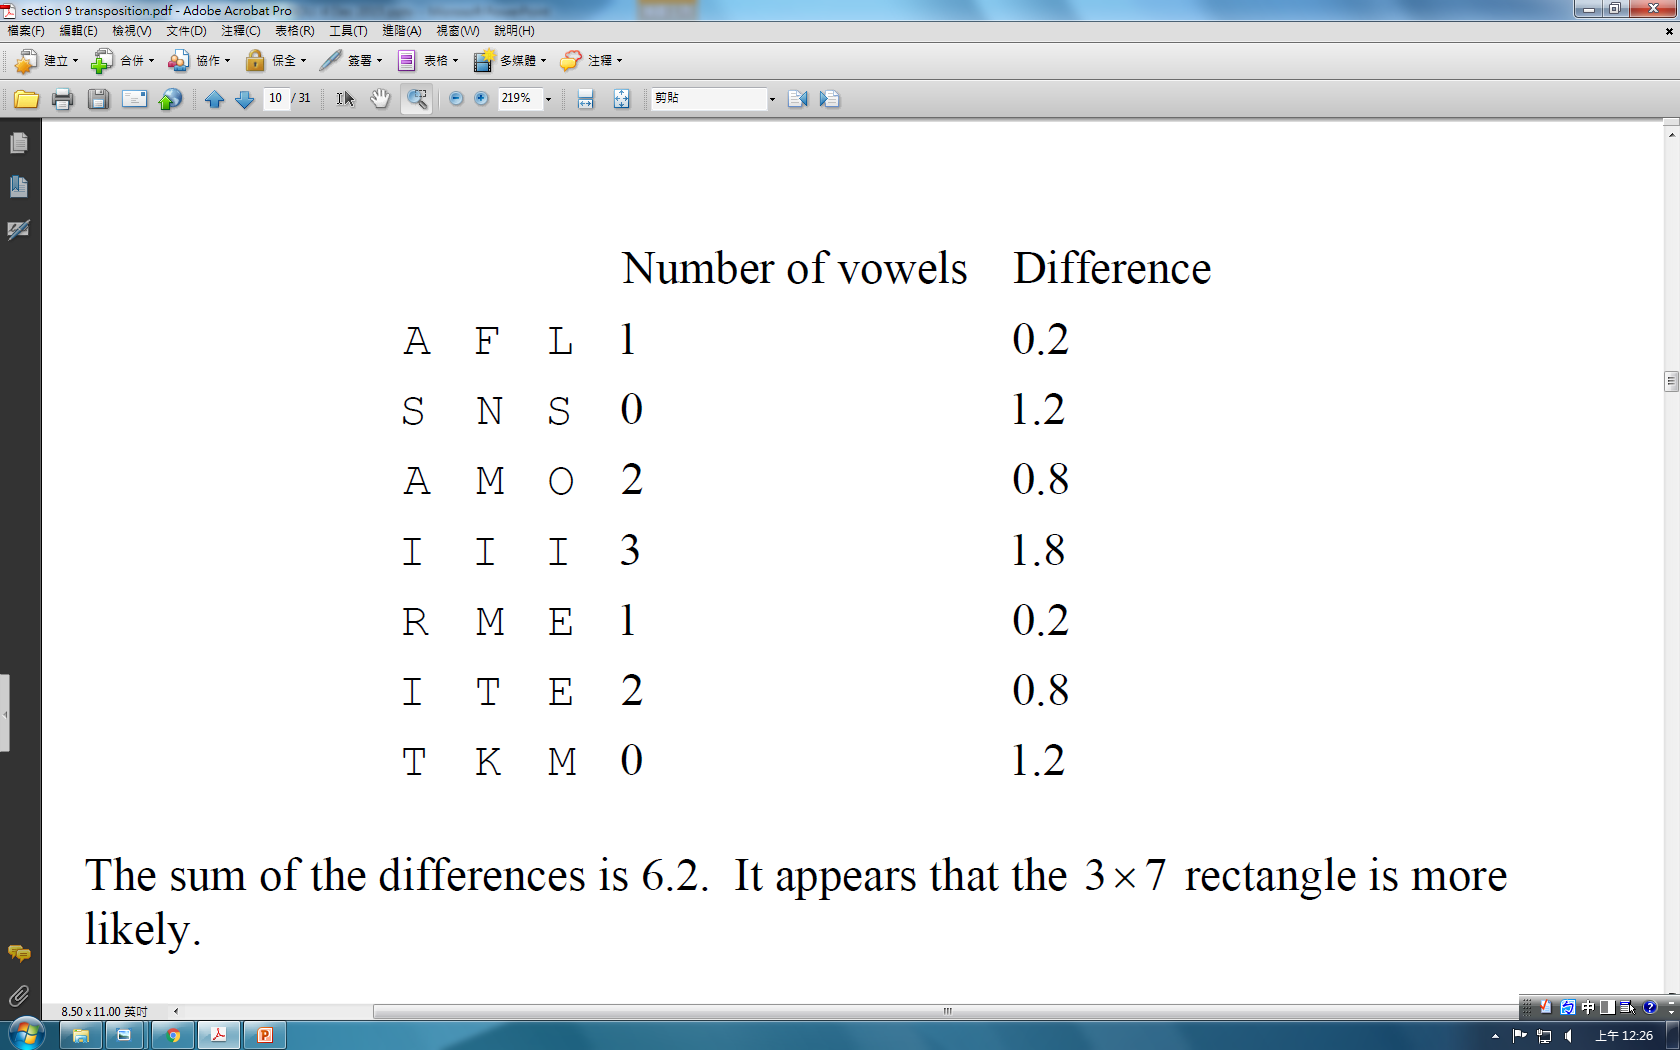 section 9 transposition.pdf - Adobe Acrobat Pro
檔案(F) 編輯(E) 檢視(V) 文件(D) 注釋(C) 表格(R) 工具(T) 進階(A) 視窗(W) 說明(H)
建立 合併 協作 保全 簽署 表格 多媒體 注釋
10 / 31 219% 剪貼
Number of vowels Difference
A F L 1 0.2
S N S 0 1.2
A M O 2 0.8
I I I 3 1.8
R M E 1 0.2
I T E 2 0.8
T K M 0 1.2
The sum of the differences is 6.2. It appears that the 3×7 rectangle is more
likely.
8.50 x 11.00 英吋
中
上午 12:26